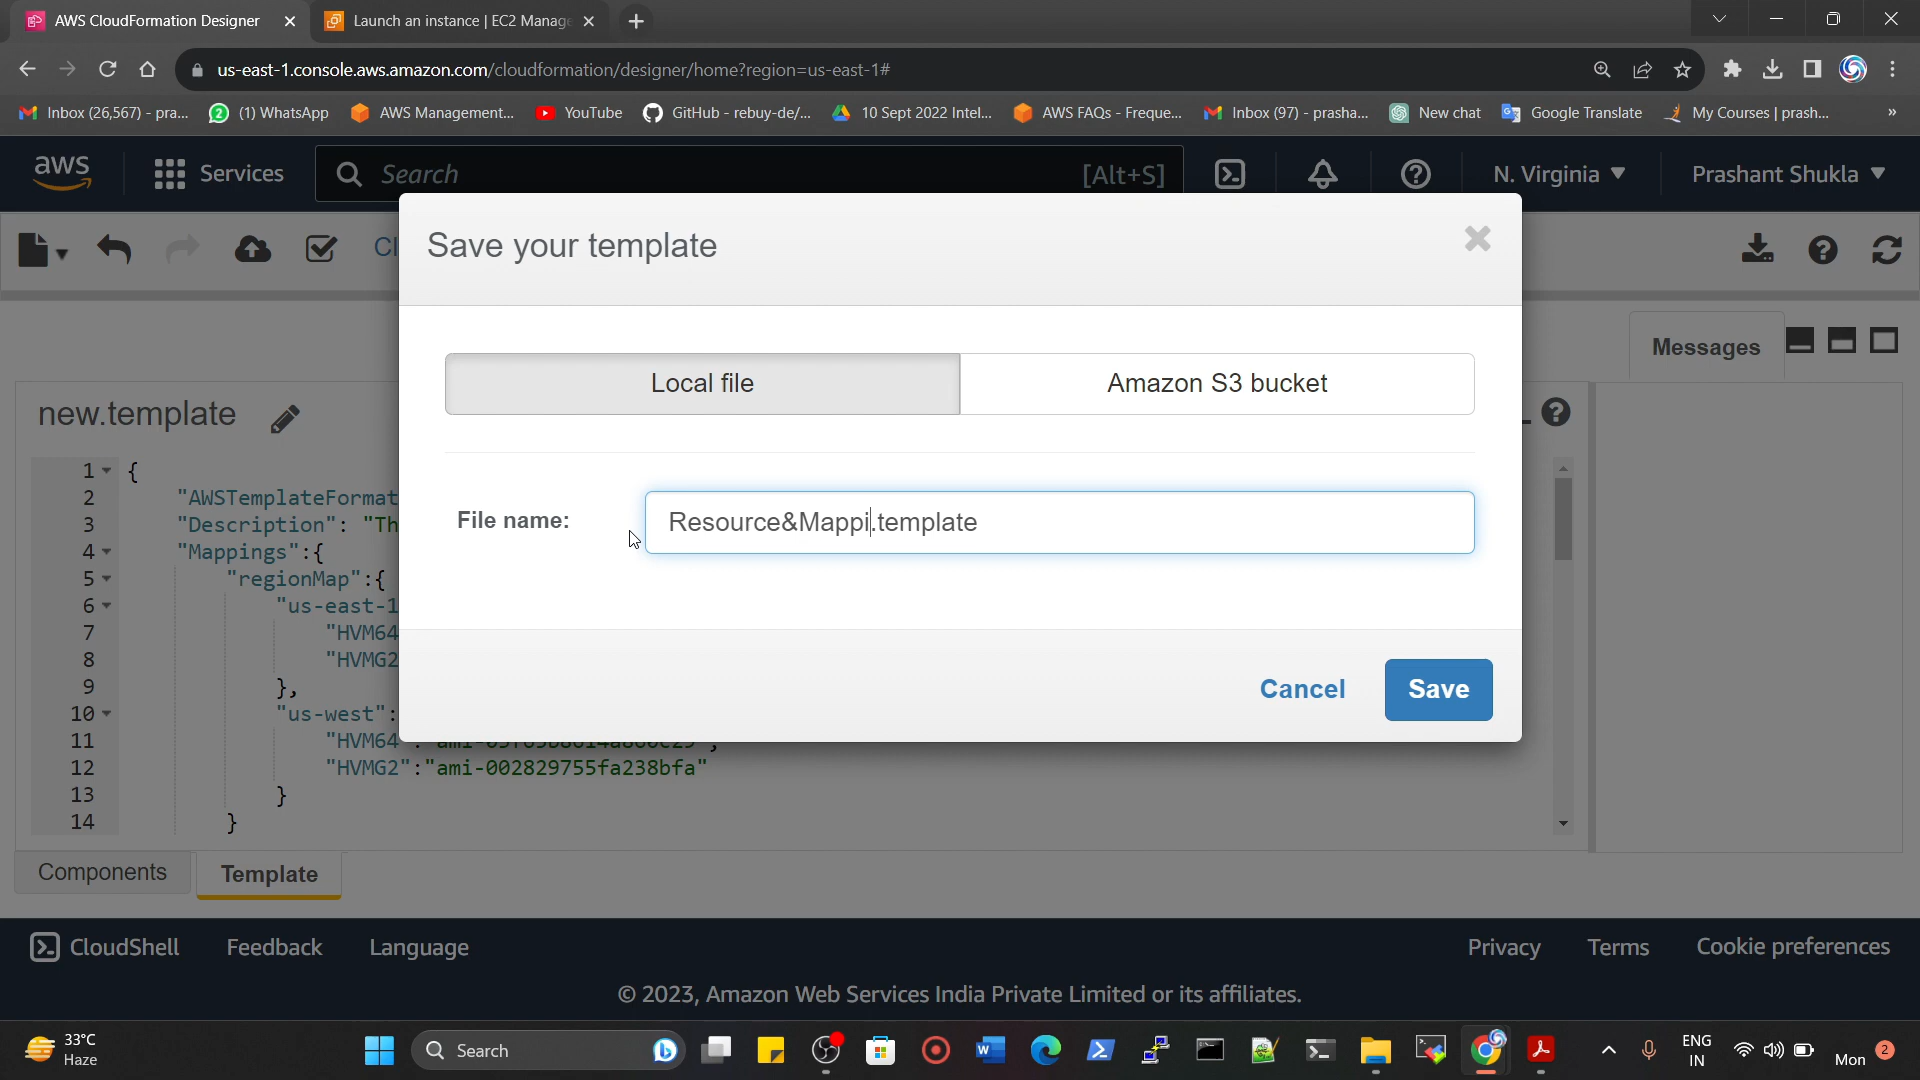 AWS CloudFormation Designer
Launch an instance | EC2 Manage
us-east-1.console.aws.amazon.com/cloudformation/designer/home?region=us-east-1#
Inbox (26,567) - pra...
(1) WhatsApp
AWS Management...
YouTube
GitHub - rebuy-de/...
10 Sept 2022 Intel...
AWS FAQs - Freque...
Inbox (97) - prasha...
New chat
Google Translate
My Courses | prash...
»
aws
Services
Search
[Alt+S]
N. Virginia
Prashant Shukla
Cl
Save your template
Local file
Amazon S3 bucket
File name:
Resource&Mappi.template
Cancel
Save
Messages
new.template
1 {
2 "AWSTemplateFormat
3 "Description": "Th
4 "Mappings":{
5 "regionMap":{
6 "us-east-1
7 "HVM64
8 "HVMG2
9 },
10 "us-west":
11 "HVM64
12 "HVMG2":"ami-002829755fa238bfa"
13 }
14 }
Components
Template
CloudShell
Feedback
Language
Privacy
Terms
Cookie preferences
© 2023, Amazon Web Services India Private Limited or its affiliates.
33°C
Haze
Search
ENG
IN
Mon
2